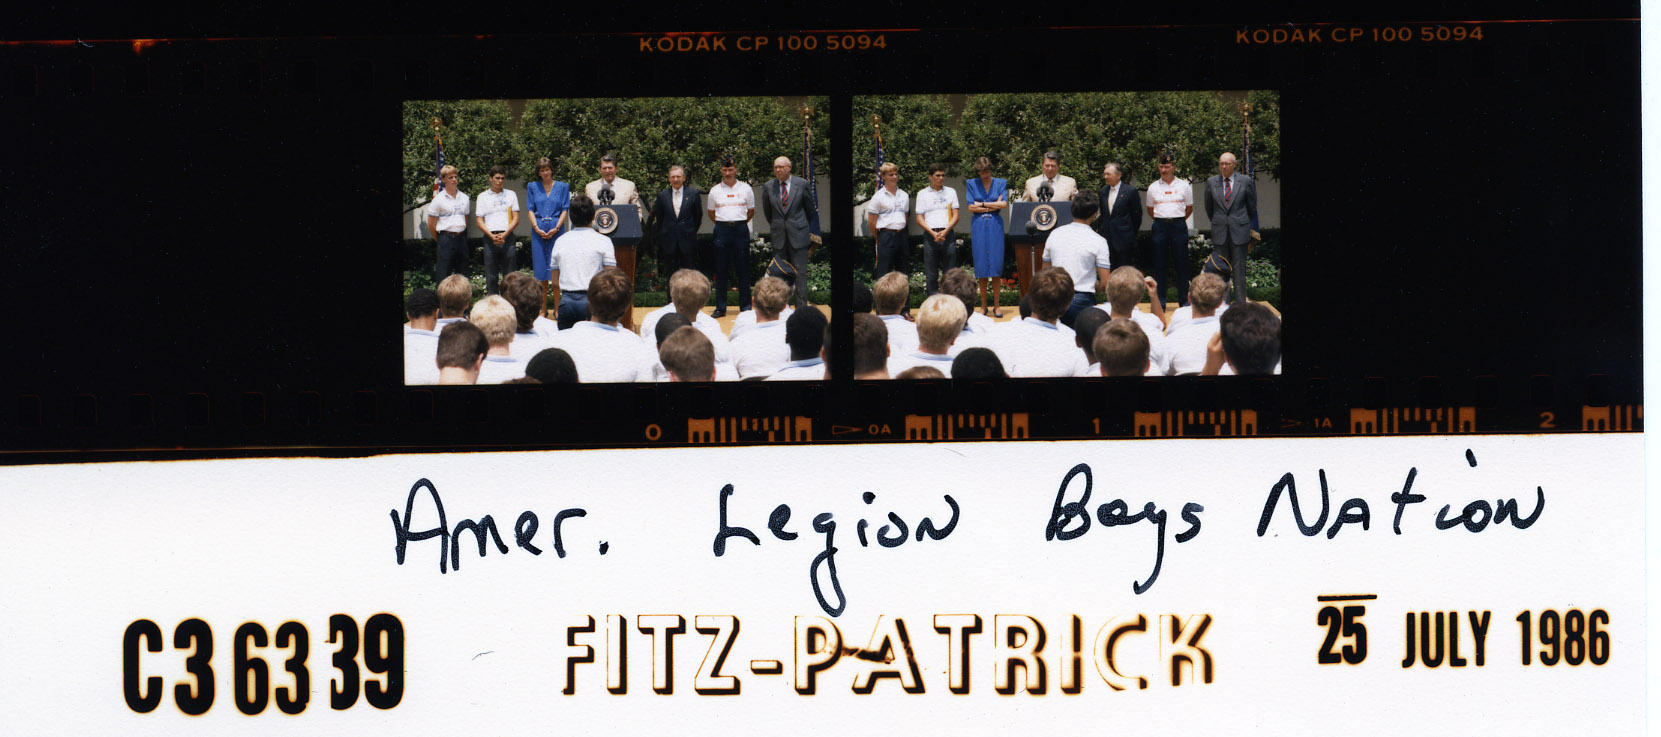 KODAK CP 100 5094 KODAK CP 100 5094
0 0A 1 1A 2
Amer. Legion Boys Nation
C36339 FITZ-PATRICK 25 JULY 1986